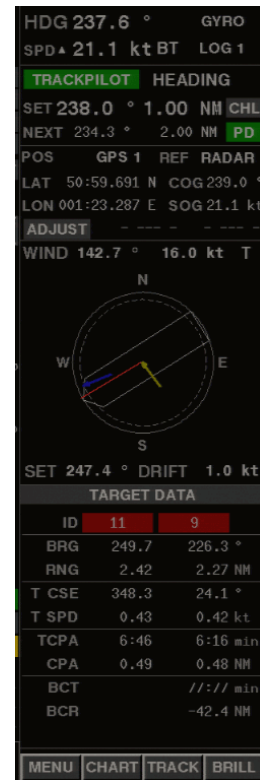 HDG 237.6 ° GYRO
SPD▲ 21.1 kt BT LOG 1
TRACKPILOT HEADING
SET 238.0 ° 1.00 NM CHL
NEXT 234.3 ° 2.00 NM PD
POS GPS 1 REF RADAR
LAT 50:59.691 N COG 239.0 °
LON 001:23.287 E SOG 21.1 kt
ADJUST - --- - - --- --
WIND 142.7 ° 16.0 kt T
N
W E
S
SET 247.4 ° DRIFT 1.0 kt
TARGET DATA
ID 11 9
BRG 249.7 226.3 °
RNG 2.42 2.27 NM
T CSE 348.3 24.1 °
T SPD 0.43 0.42 kt
TCPA 6:46 6:16 min
CPA 0.49 0.48 NM
BCT //:// min
BCR -42.4 NM
MENU CHART TRACK BRILL